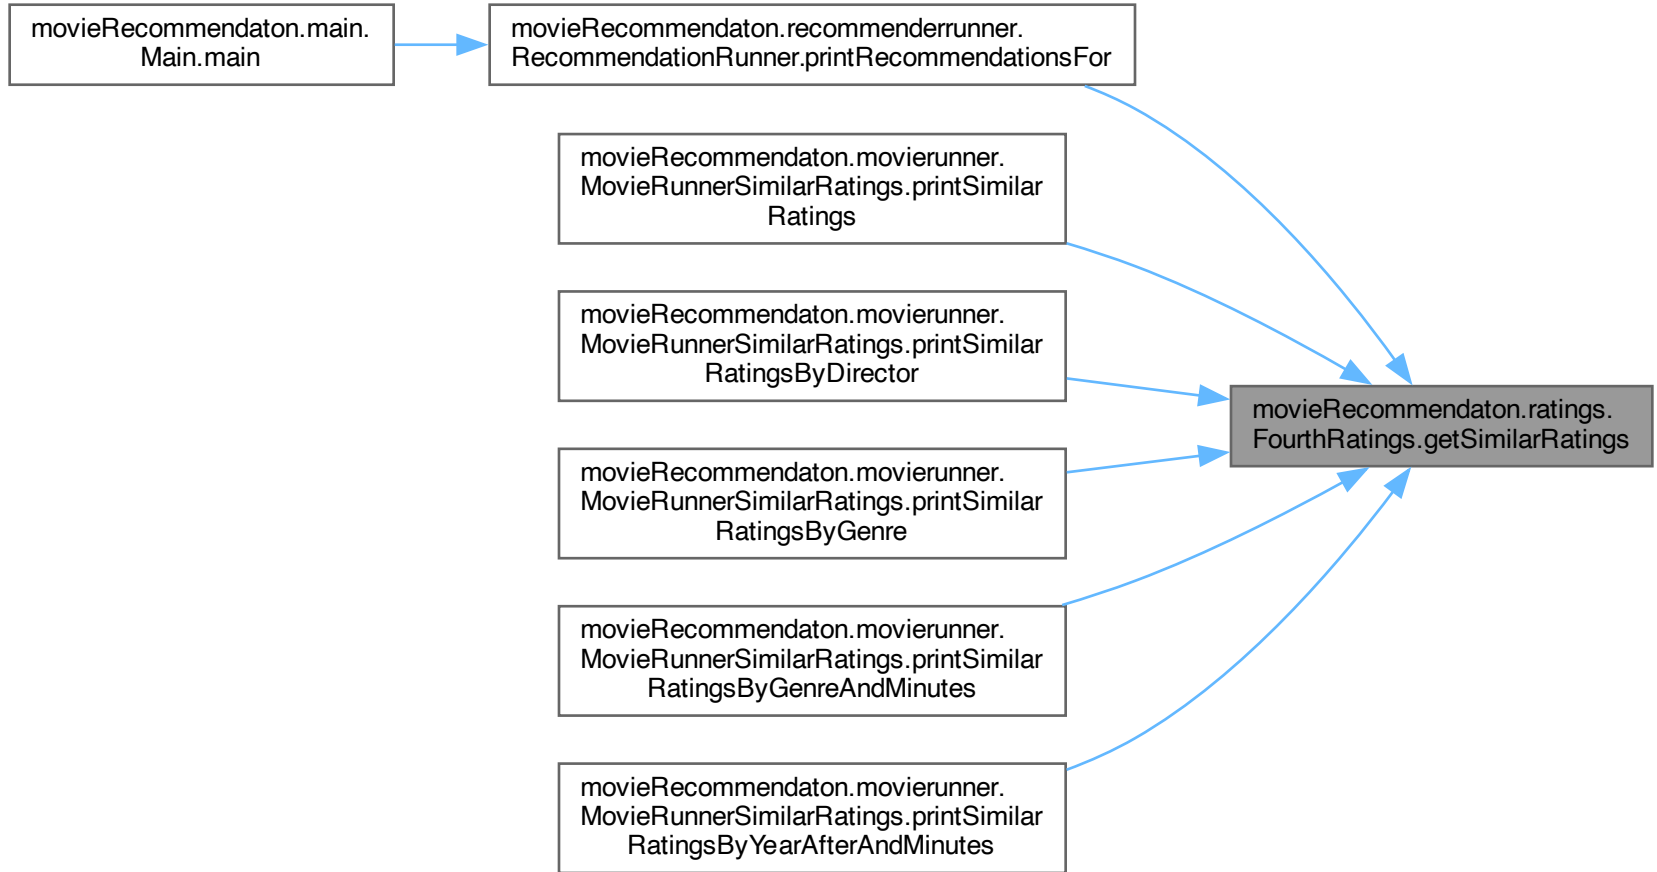 movieRecommendaton.main.
Main.main
movieRecommendaton.recommenderrunner.
RecommendationRunner.printRecommendationsFor
movieRecommendaton.movierunner.
MovieRunnerSimilarRatings.printSimilar
Ratings
movieRecommendaton.movierunner.
MovieRunnerSimilarRatings.printSimilar
RatingsByDirector
movieRecommendaton.movierunner.
MovieRunnerSimilarRatings.printSimilar
RatingsByGenre
movieRecommendaton.movierunner.
MovieRunnerSimilarRatings.printSimilar
RatingsByGenreAndMinutes
movieRecommendaton.movierunner.
MovieRunnerSimilarRatings.printSimilar
RatingsByYearAfterAndMinutes
movieRecommendaton.ratings.
FourthRatings.getSimilarRatings